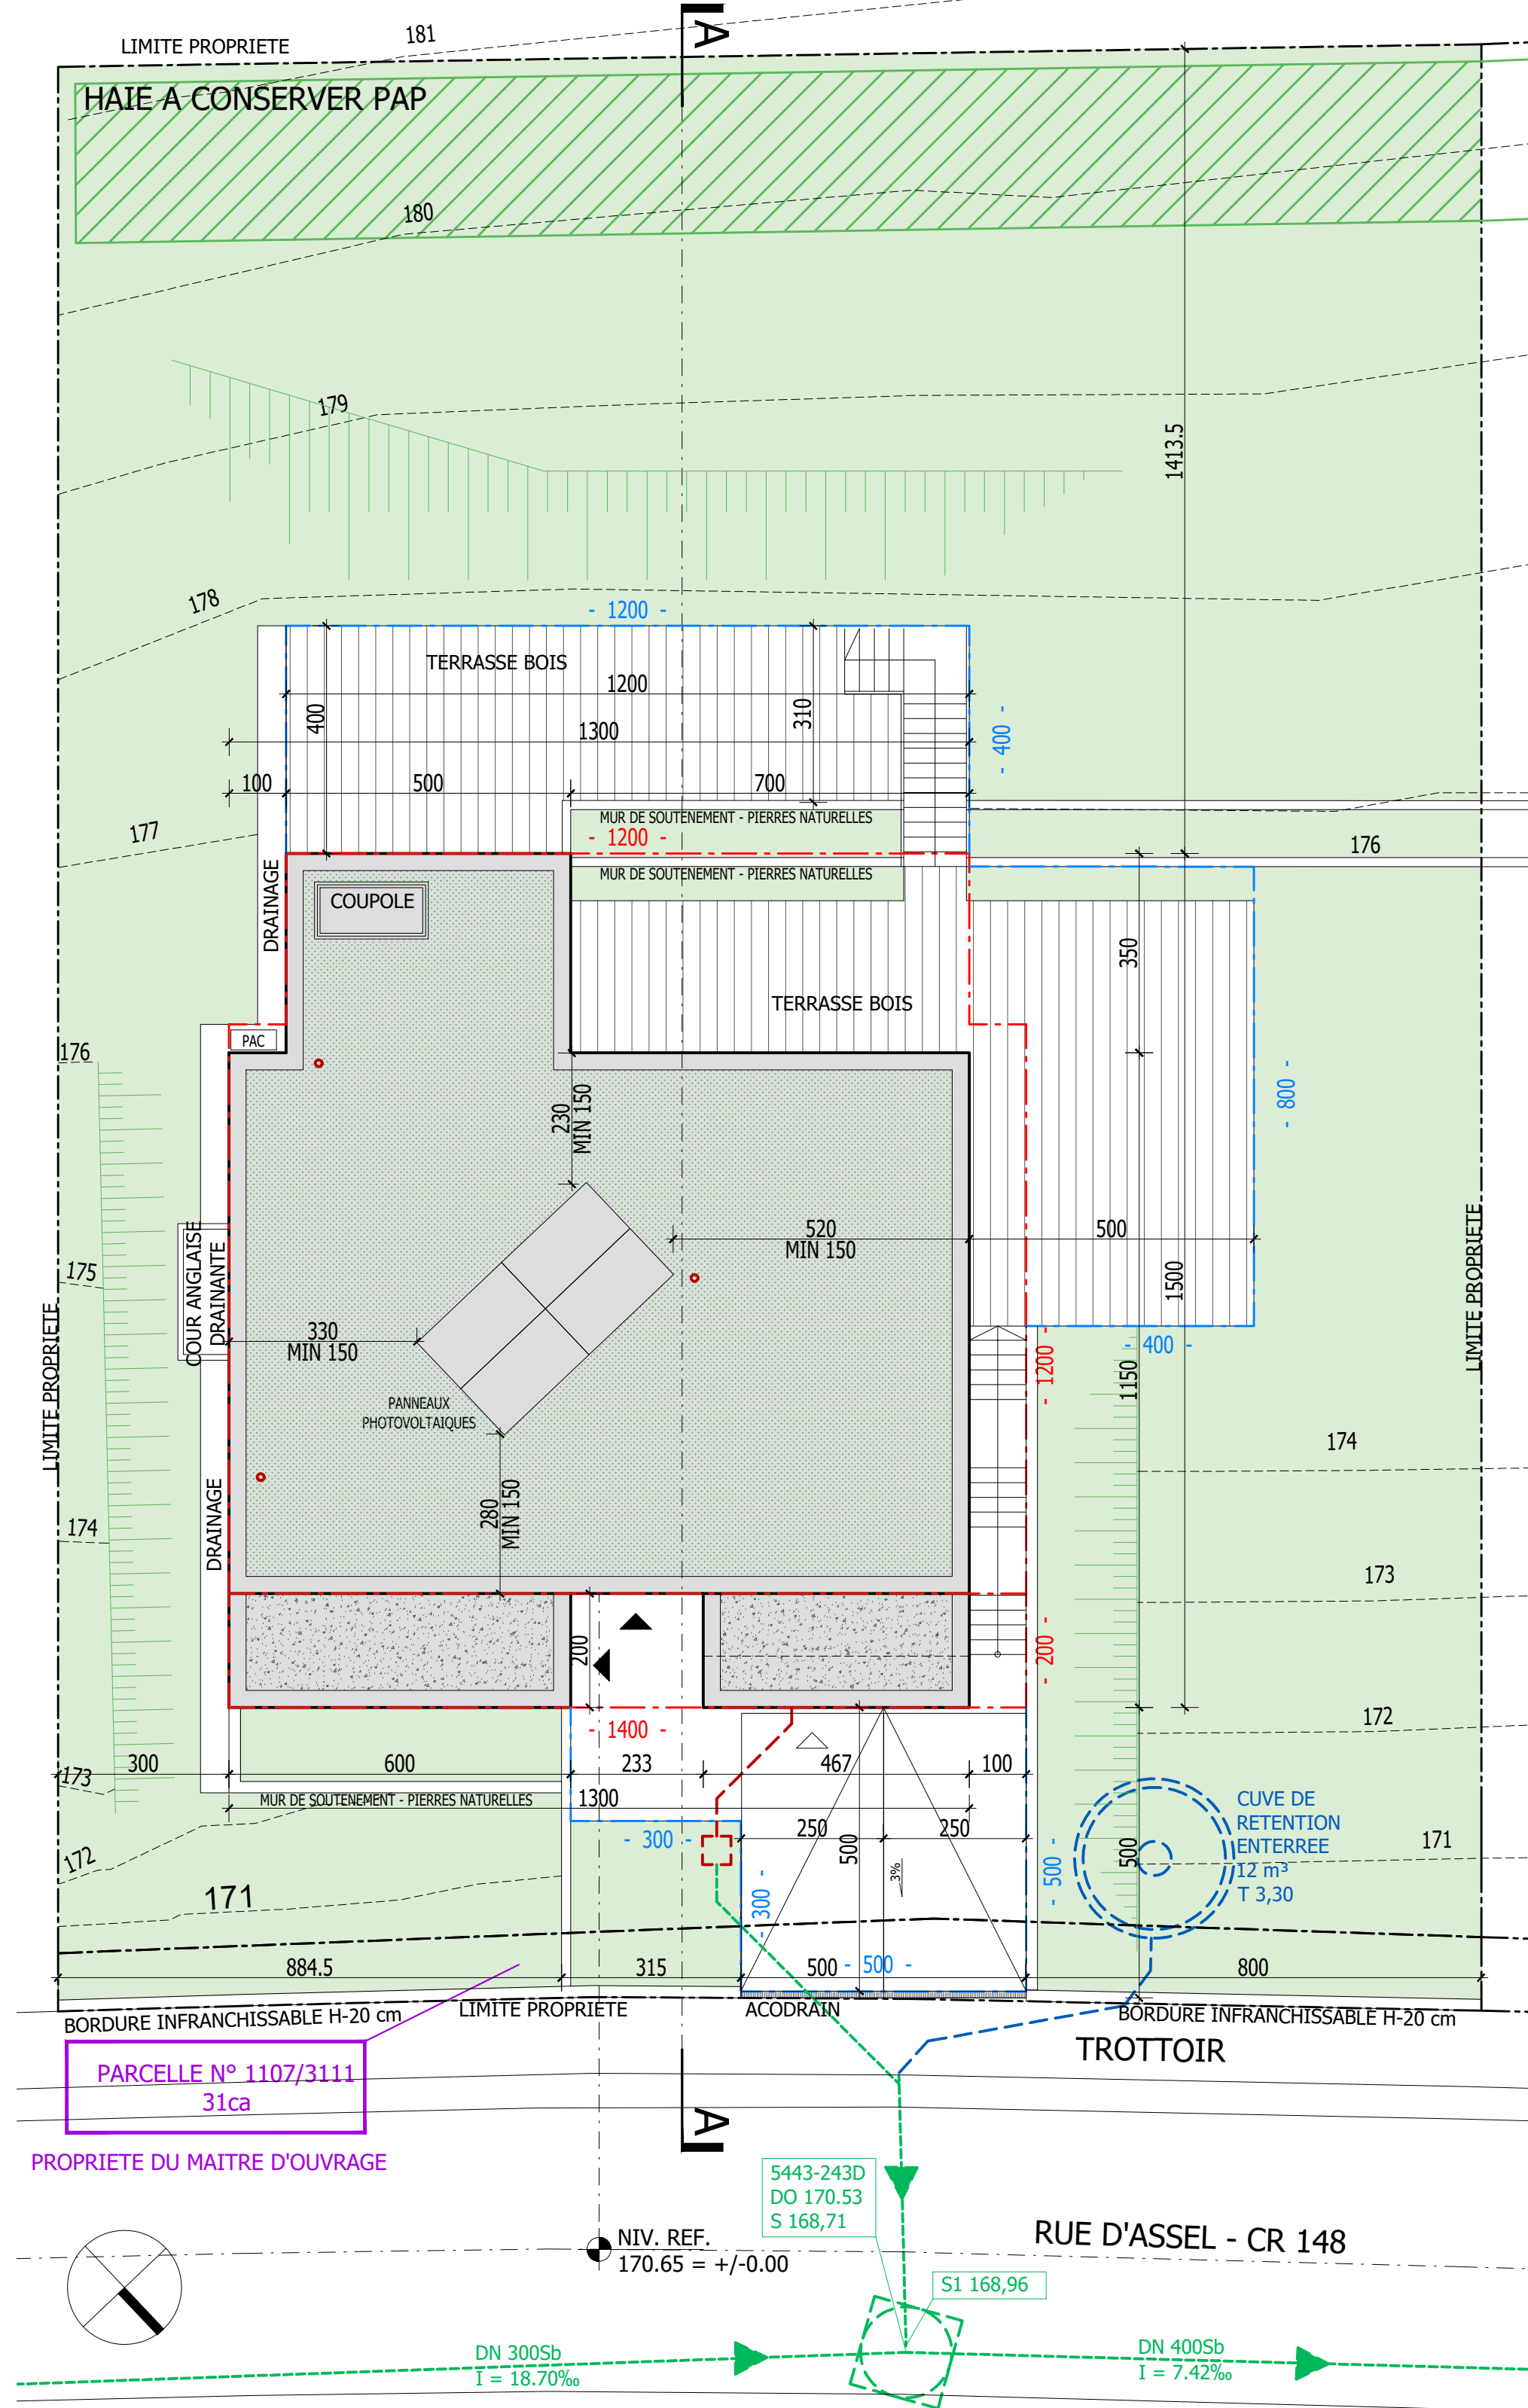 A
181
LIMITE PROPRIETE
HAIE A CONSERVER PAP
180
179
1413.5
178
- 1200 -
TERRASSE BOIS
1200
400
310
- 400 -
1300
100
500
700
177
MUR DE SOUTENEMENT - PIERRES NATURELLES
- 1200 -
176
MUR DE SOUTENEMENT - PIERRES NATURELLES
DRAINAGE
COUPOLE
350
TERRASSE BOIS
PAC
176
230
MIN 150
- 800 -
520
MIN 150
500
LIMITE PROPRIETE
175
COUR ANGLAISE
DRAINANTE
1500
330
MIN 150
LIMITE PROPRIETE
- 400 -
- 1200 -
1150
PANNEAUX
PHOTOVOLTAIQUES
174
280
MIN 150
DRAINAGE
174
173
200
- 200 -
- 1400 -
172
300
600
233
467
100
173
MUR DE SOUTENEMENT - PIERRES NATURELLES
1300
CUVE DE
RETENTION
ENTERREE
12 m³
T 3,30
250
250
- 300 -
500
- 500 -
500
171
172
3%
171
- 300 -
884.5
315
500
- 500 -
800
BORDURE INFRANCHISSABLE H-20 cm
LIMITE PROPRIETE
ACODRAIN
BORDURE INFRANCHISSABLE H-20 cm
TROTTOIR
PARCELLE N° 1107/3111
31ca
A
PROPRIETE DU MAITRE D'OUVRAGE
5443-243D
DO 170.53
S 168,71
NIV. REF.
170.65 = +/-0.00
RUE D'ASSEL - CR 148
S1 168,96
DN 300Sb
I = 18.70‰
DN 400Sb
I = 7.42‰